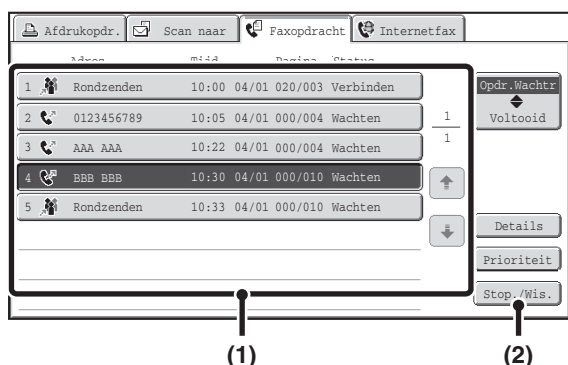 Afdrukopdr. Scan naar Faxopdracht Internetfax
Adres Tijd Pagina Status
1 Rondzenden 10:00 04/01 020/003 Verbinden
2 0123456789 10:05 04/01 000/004 Wachten
3 AAA AAA 10:22 04/01 000/004 Wachten
4 BBB BBB 10:30 04/01 000/010 Wachten
5 Rondzenden 10:33 04/01 000/010 Wachten
1
1
Opdr.Wachtr
Voltooid
Details
Prioriteit
Stop./Wis.
(1) (2)